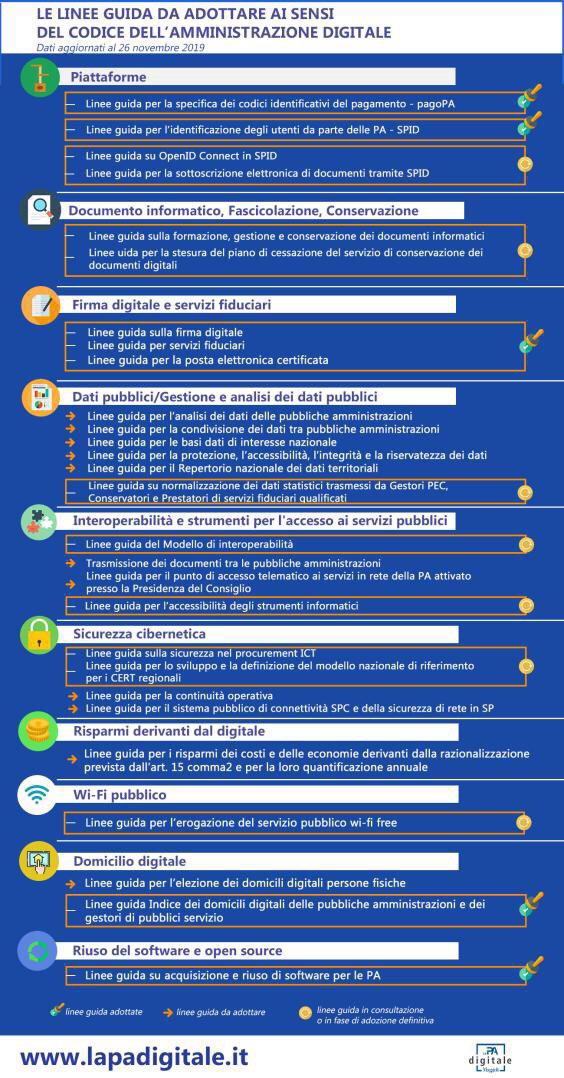 LE LINEE GUIDA DA ADOTTARE AI SENSI
DEL CODICE DELL'AMMINISTRAZIONE DIGITALE
Dati aggiornati al 26 novembre 2019
Piattaforme
Linee guida per la specifica dei codici identificativi del pagamento - pagoPA
Linee guida per l'identificazione degli utenti da parte delle PA - SPID
Linee guida su OpenID Connect in SPID
Linee guida per la sottoscrizione elettronica di documenti tramite SPID
Documento informatico, Fascicolazione, Conservazione
Linee guida sulla formazione, gestione e conservazione dei documenti informatici
Linee uida per la stesura del piano di cessazione del servizio di conservazione dei
documenti digitali
Firma digitale e servizi fiduciari
Linee guida sulla firma digitale
Linee guida per servizi fiduciari
Linee guida per la posta elettronica certificata
Dati pubblici/Gestione e analisi dei dati pubblici
Linee guida per l'analisi dei dati delle pubbliche amministrazioni
Linee guida per la condivisione dei dati tra pubbliche amministrazioni
Linee guida per le basi dati di interesse nazionale
Linee guida per la protezione, l'accessibilità, l'integrità e la riservatezza dei dati
Linee guida per il Repertorio nazionale dei dati territoriali
Linee guida su normalizzazione dei dati statistici trasmessi da Gestori PEC,
Conservatori e Prestatori di servizi fiduciari qualificati
Interoperabilità e strumenti per l'accesso ai servizi pubblici
Linee guida del Modello di interoperabilità
Trasmissione dei documenti tra le pubbliche amministrazioni
Linee guida per il punto di accesso telematico ai servizi in rete della PA attivato
presso la Presidenza del Consiglio
Linee guida per l'accessibilità degli strumenti informatici
Sicurezza cibernetica
Linee guida sulla sicurezza nel procurement ICT
Linee guida per lo sviluppo e la definizione del modello nazionale di riferimento
per i CERT regionali
Linee guida per la continuità operativa
Linee guida per il sistema pubblico di connettività SPC e della sicurezza di rete in SP
Risparmi derivanti dal digitale
Linee guida per i risparmi dei costi e delle economie derivanti dalla razionalizzazione
prevista dall'art. 15 comma2 e per la loro quantificazione annuale
Wi-Fi pubblico
Linee guida per l'erogazione del servizio pubblico wi-fi free
Domicilio digitale
Linee guida per l'elezione dei domicili digitali persone fisiche
Linee guida Indice dei domicili digitali delle pubbliche amministrazioni e dei
gestori di pubblici servizio
Riuso del software e open source
Linee guida su acquisizione e riuso di software per le PA
linee guida adottate
linee guida da adottare
linee guida in consultazione
o in fase di adozione definitiva
www.lapadigitale.it
la PA
digitale
Maggioli